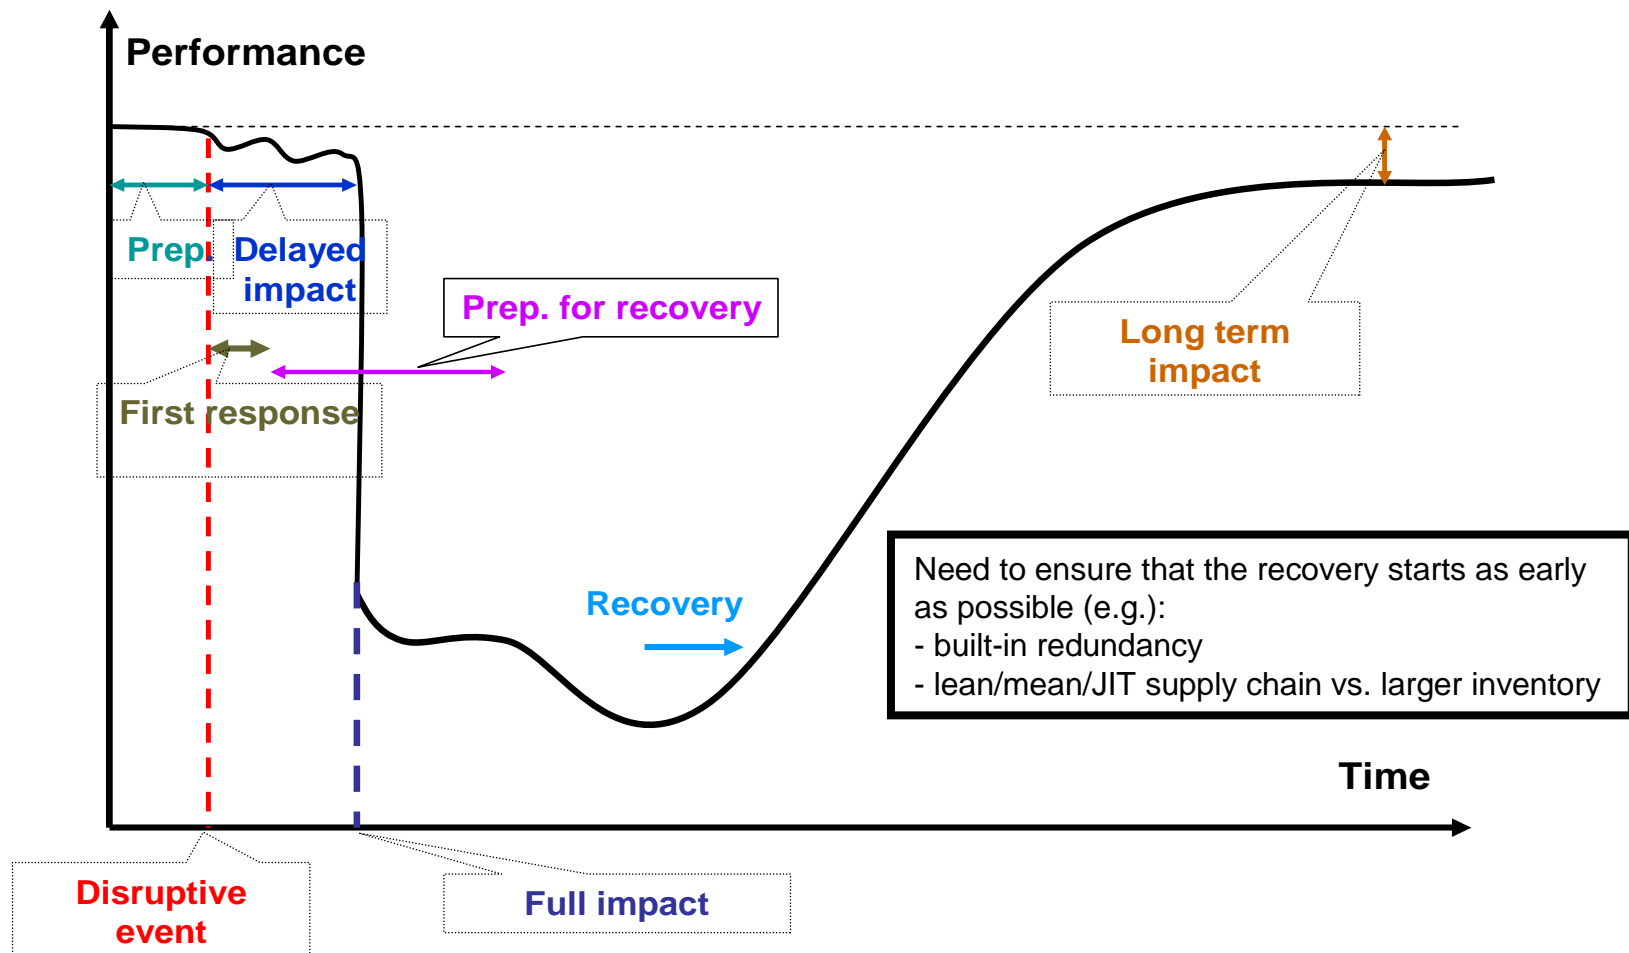 Performance
Prep.
Delayed
impact
Prep. for recovery
Long term
impact
First response
Need to ensure that the recovery starts as early
as possible (e.g.):
- built-in redundancy
- lean/mean/JIT supply chain vs. larger inventory
Recovery
Time
Disruptive
event
Full impact